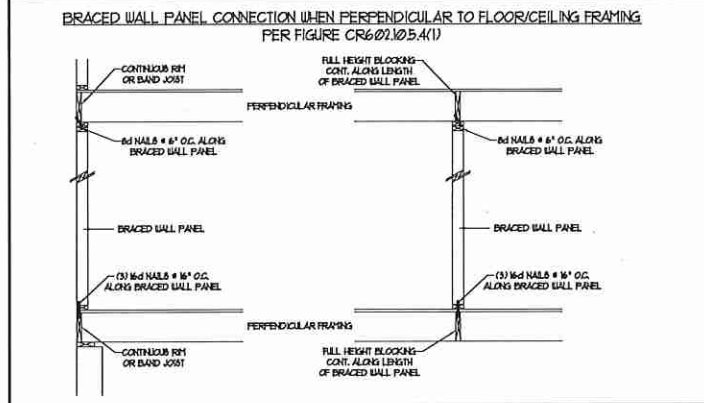 BRACED WALL PANEL CONNECTION WHEN PERPENDICULAR TO FLOOR/CEILING FRAMING
PER FIGURE CR602.10.5.4(1)
CONTINUOUS RIM
OR BAND JOIST
PERPENDICULAR FRAMING
8d NAILS @ 6" O.C. ALONG
BRACED WALL PANEL
BRACED WALL PANEL
(3) 16d NAILS @ 16" O.C.
ALONG BRACED WALL PANEL
PERPENDICULAR FRAMING
CONTINUOUS RIM
OR BAND JOIST
FULL HEIGHT BLOCKING
CONT. ALONG LENGTH
OF BRACED WALL PANEL
8d NAILS @ 6" O.C. ALONG
BRACED WALL PANEL
BRACED WALL PANEL
(3) 16d NAILS @ 16" O.C.
ALONG BRACED WALL PANEL
FULL HEIGHT BLOCKING
CONT. ALONG LENGTH
OF BRACED WALL PANEL